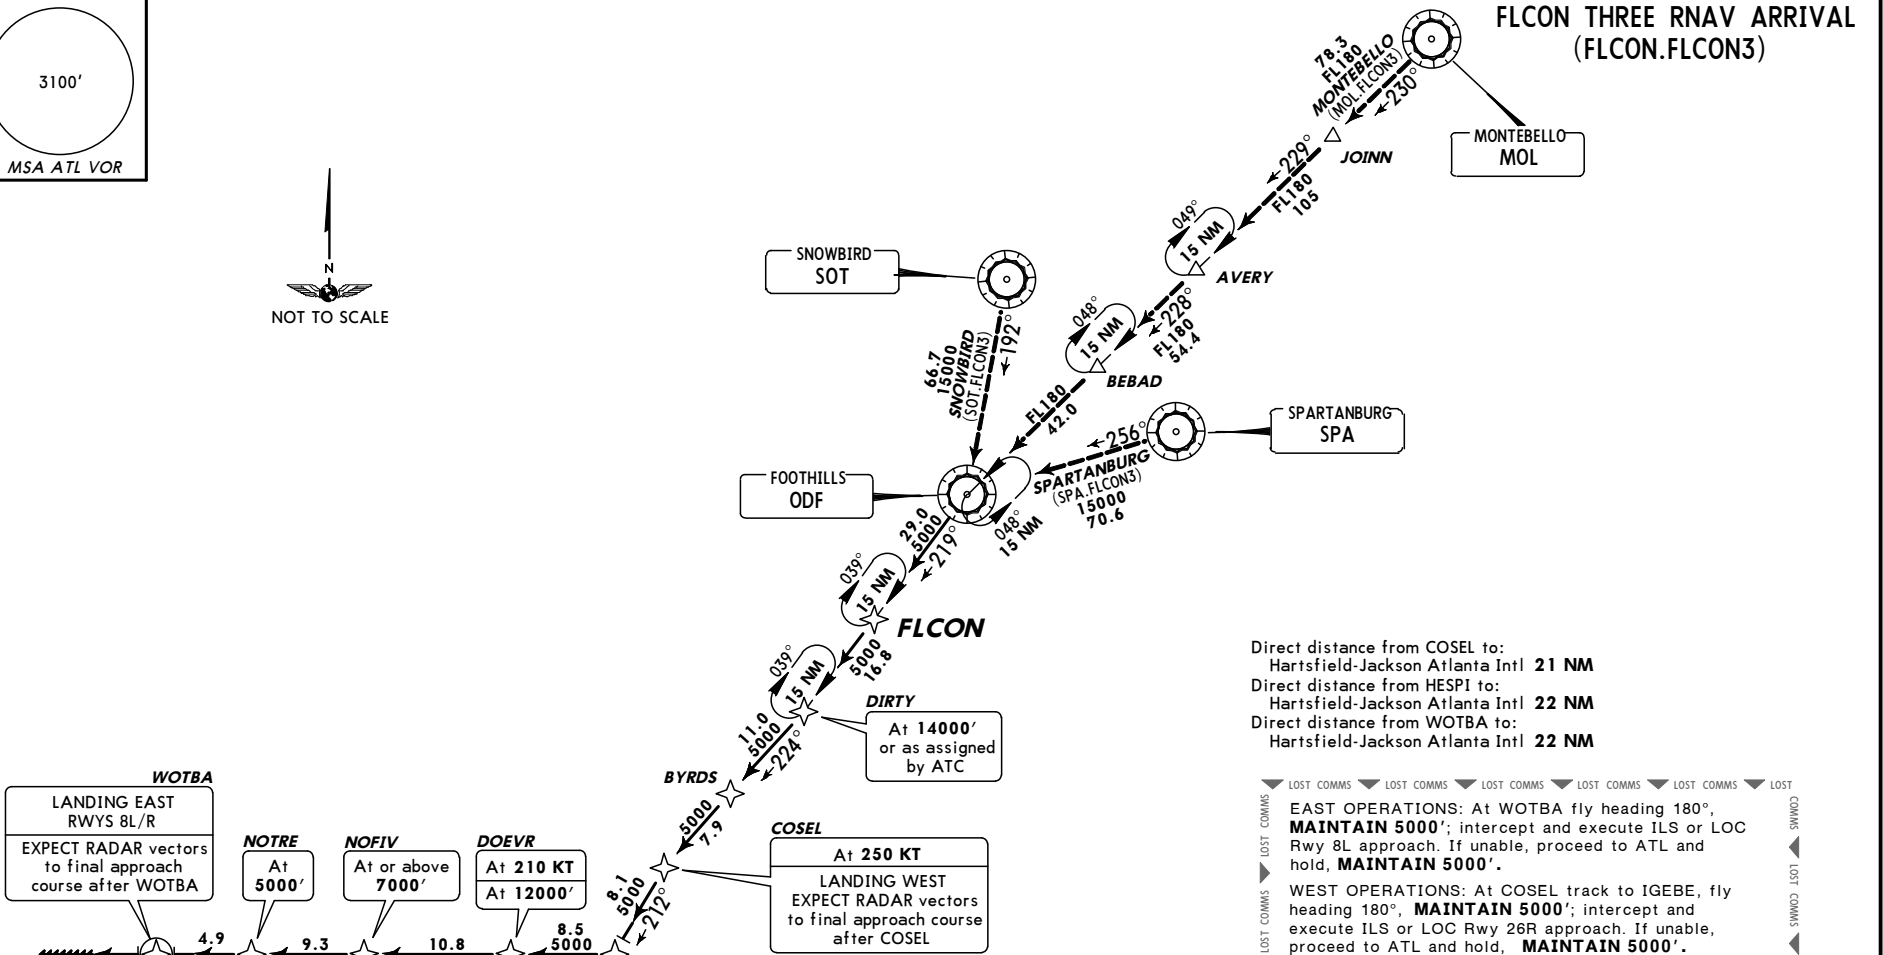 FLCON THREE RNAV ARRIVAL
(FLCON.FLCON3)
3100'
MSA ATL VOR
N
NOT TO SCALE
78.3
FL180
MONTEBELLO
(MOL.FLCON3)
230°
MONTEBELLO
MOL
JOINN
229°
FL180
105
049°
15 NM
AVERY
SNOWBIRD
SOT
228°
FL180
54.4
048°
15 NM
BEBAD
66.7
15000
SNOWBIRD
(SOT.FLCON3)
192°
FL180
42.0
SPARTANBURG
SPA
256°
SPARTANBURG
(SPA.FLCON3)
15000
70.6
FOOTHILLS
ODF
048°
15 NM
29.0
5000
219°
039°
15 NM
FLCON
5000
16.8
039°
15 NM
DIRTY
At 14000'
or as assigned
by ATC
11.0
5000
224°
BYRDS
5000
7.9
COSEL
At 250 KT
LANDING WEST
EXPECT RADAR vectors
to final approach course
after COSEL
8.1
5000
212°
WOTBA
LANDING EAST
RWYS 8L/R
EXPECT RADAR vectors
to final approach
course after WOTBA
NOTRE
At
5000'
NOFIV
At or above
7000'
DOEVR
At 210 KT
At 12000'
4.9
9.3
10.8
8.5
5000
Direct distance from COSEL to:
Hartsfield-Jackson Atlanta Intl 21 NM
Direct distance from HESPI to:
Hartsfield-Jackson Atlanta Intl 22 NM
Direct distance from WOTBA to:
Hartsfield-Jackson Atlanta Intl 22 NM
LOST COMMS LOST COMMS LOST COMMS LOST COMMS LOST COMMS LOST
COMMS LOST COMMS
LOST COMMS LOST COMMS
EAST OPERATIONS: At WOTBA fly heading 180°,
MAINTAIN 5000'; intercept and execute ILS or LOC
Rwy 8L approach. If unable, proceed to ATL and
hold, MAINTAIN 5000'.
WEST OPERATIONS: At COSEL track to IGEBE, fly
heading 180°, MAINTAIN 5000'; intercept and
execute ILS or LOC Rwy 26R approach. If unable,
proceed to ATL and hold, MAINTAIN 5000'.